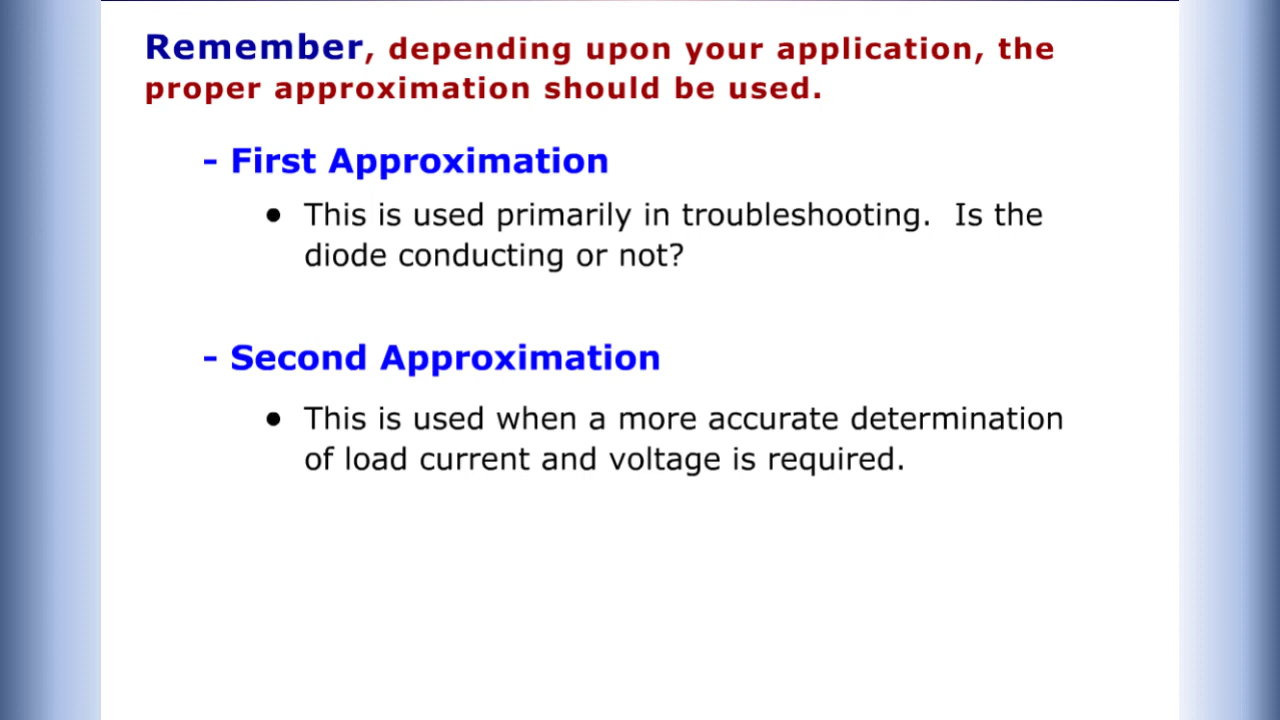 Remember, depending upon your application, the
proper approximation should be used.
- First Approximation
● This is used primarily in troubleshooting. Is the
diode conducting or not?
- Second Approximation
● This is used when a more accurate determination
of load current and voltage is required.